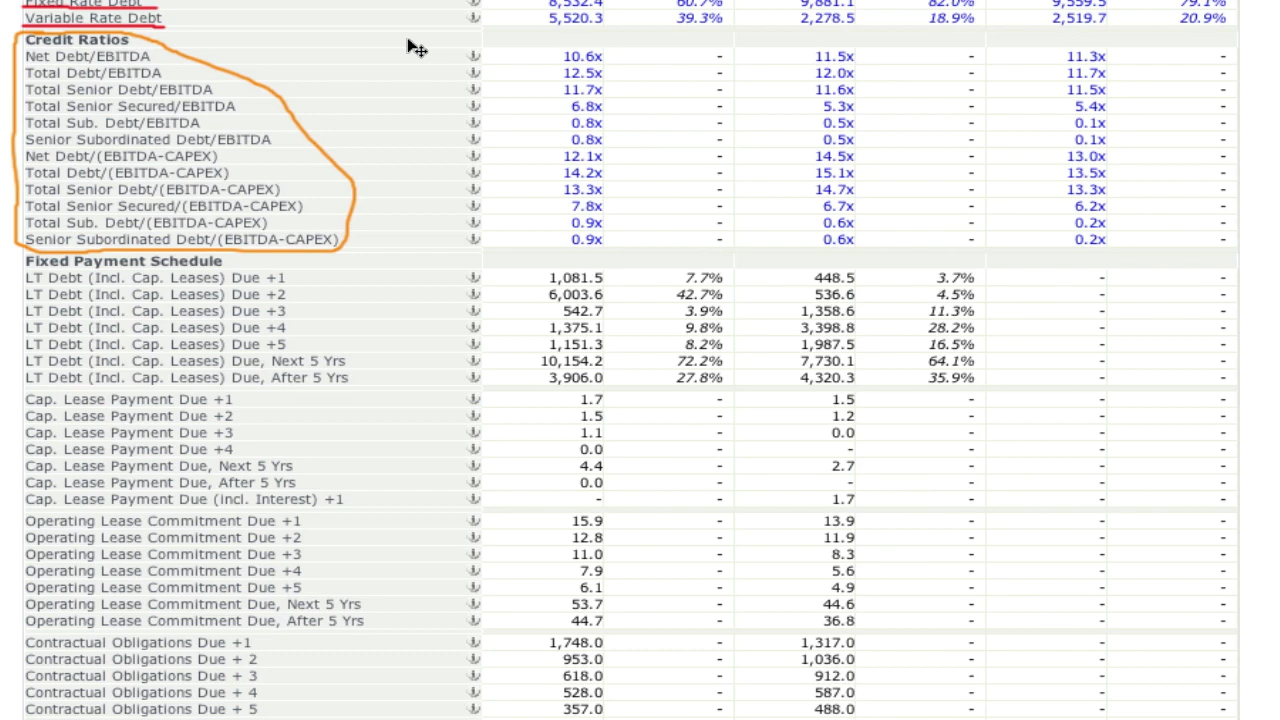 Fixed Rate Debt 8,532.4 60.7% 9,881.1 82.0% 9,559.5 79.1%
Variable Rate Debt 5,520.3 39.3% 2,278.5 18.9% 2,519.7 20.9%
Credit Ratios
Net Debt/EBITDA 10.6x - 11.5x - 11.3x -
Total Debt/EBITDA 12.5x - 12.0x - 11.7x -
Total Senior Debt/EBITDA 11.7x - 11.6x - 11.5x -
Total Senior Secured/EBITDA 6.8x - 5.3x - 5.4x -
Total Sub. Debt/EBITDA 0.8x - 0.5x - 0.1x -
Senior Subordinated Debt/EBITDA 0.8x - 0.5x - 0.1x -
Net Debt/(EBITDA-CAPEX) 12.1x - 14.5x - 13.0x -
Total Debt/(EBITDA-CAPEX) 14.2x - 15.1x - 13.5x -
Total Senior Debt/(EBITDA-CAPEX) 13.3x - 14.7x - 13.3x -
Total Senior Secured/(EBITDA-CAPEX) 7.8x - 6.7x - 6.2x -
Total Sub. Debt/(EBITDA-CAPEX) 0.9x - 0.6x - 0.2x -
Senior Subordinated Debt/(EBITDA-CAPEX) 0.9x - 0.6x - 0.2x -
Fixed Payment Schedule
LT Debt (Incl. Cap. Leases) Due +1 1,081.5 7.7% 448.5 3.7% - -
LT Debt (Incl. Cap. Leases) Due +2 6,003.6 42.7% 536.6 4.5% - -
LT Debt (Incl. Cap. Leases) Due +3 542.7 3.9% 1,358.6 11.3% - -
LT Debt (Incl. Cap. Leases) Due +4 1,375.1 9.8% 3,398.8 28.2% - -
LT Debt (Incl. Cap. Leases) Due +5 1,151.3 8.2% 1,987.5 16.5% - -
LT Debt (Incl. Cap. Leases) Due, Next 5 Yrs 10,154.2 72.2% 7,730.1 64.1% - -
LT Debt (Incl. Cap. Leases) Due, After 5 Yrs 3,906.0 27.8% 4,320.3 35.9% - -
Cap. Lease Payment Due +1 1.7 - 1.5 - - -
Cap. Lease Payment Due +2 1.5 - 1.2 - - -
Cap. Lease Payment Due +3 1.1 - 0.0 - - -
Cap. Lease Payment Due +4 0.0 - - - - -
Cap. Lease Payment Due, Next 5 Yrs 4.4 - 2.7 - - -
Cap. Lease Payment Due, After 5 Yrs 0.0 - - - - -
Cap. Lease Payment Due (incl. Interest) +1 - - 1.7 - - -
Operating Lease Commitment Due +1 15.9 - 13.9 - - -
Operating Lease Commitment Due +2 12.8 - 11.9 - - -
Operating Lease Commitment Due +3 11.0 - 8.3 - - -
Operating Lease Commitment Due +4 7.9 - 5.6 - - -
Operating Lease Commitment Due +5 6.1 - 4.9 - - -
Operating Lease Commitment Due, Next 5 Yrs 53.7 - 44.6 - - -
Operating Lease Commitment Due, After 5 Yrs 44.7 - 36.8 - - -
Contractual Obligations Due +1 1,748.0 - 1,317.0 - - -
Contractual Obligations Due + 2 953.0 - 1,036.0 - - -
Contractual Obligations Due + 3 618.0 - 912.0 - - -
Contractual Obligations Due + 4 528.0 - 587.0 - - -
Contractual Obligations Due + 5 357.0 - 488.0 - - -